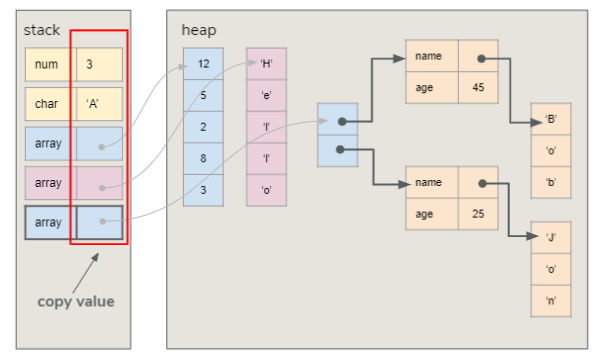 stack
num 3
char 'A'
array
array
array
copy value
heap
12
5
2
8
3
'H'
'e'
'l'
'l'
'o'
name
age 45
name
age 25
'B'
'o'
'b'
'J'
'o'
'n'